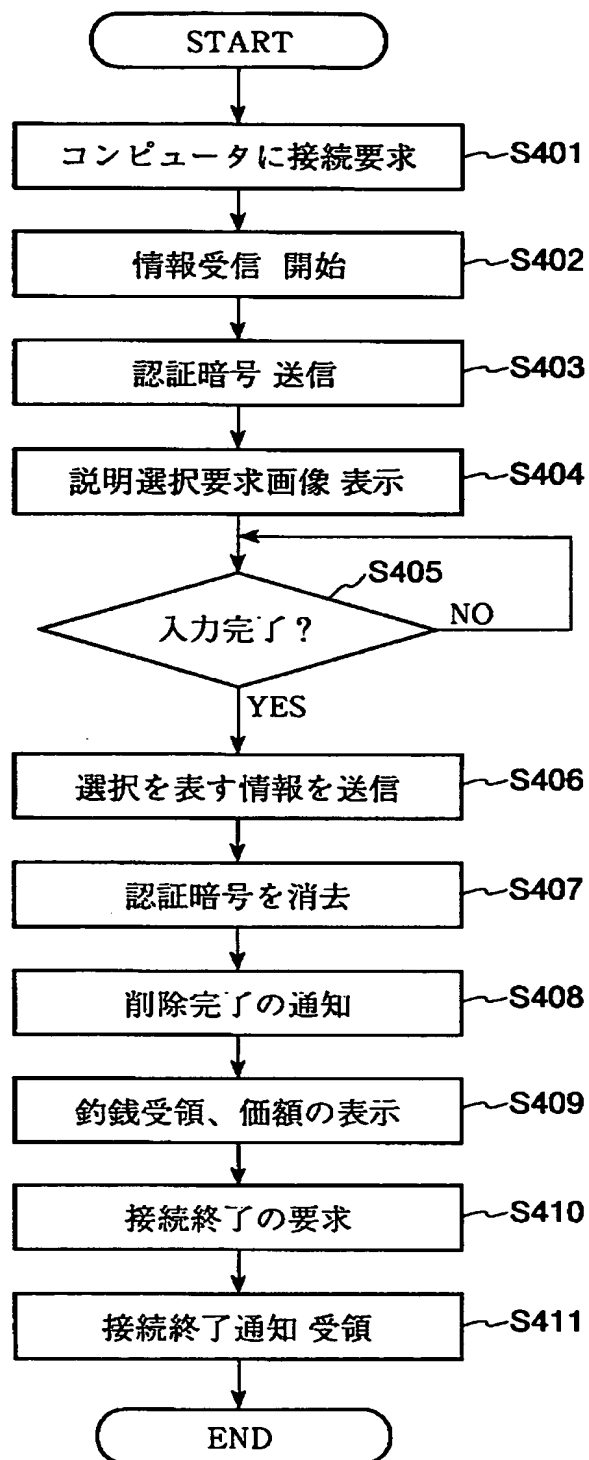 START
コンピュータに接続要求 S401
情報受信 開始 S402
認証暗号 送信 S403
説明選択要求画像 表示 S404
S405
入力完了? NO
YES
選択を表す情報を送信 S406
認証暗号を消去 S407
削除完了の通知 S408
釣銭受領、価額の表示 S409
接続終了の要求 S410
接続終了通知 受領 S411
END